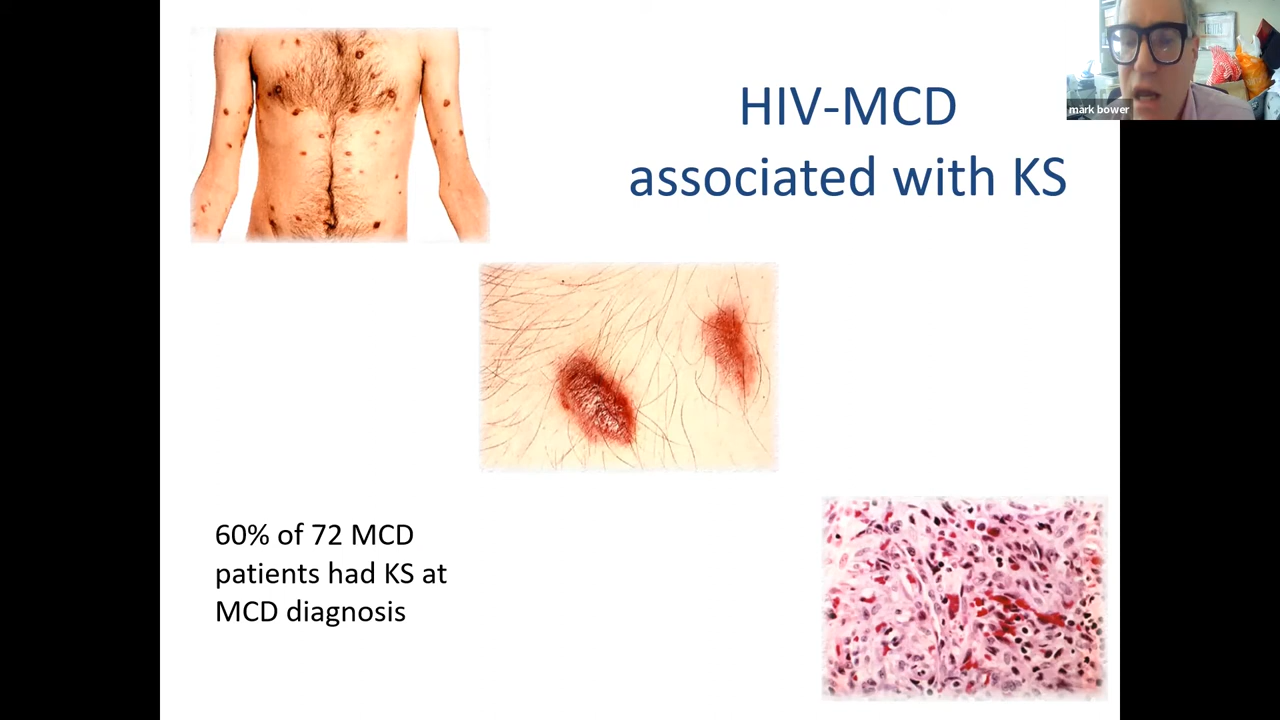 HIV-MCD
associated with KS
mark bower
60% of 72 MCD
patients had KS at
MCD diagnosis